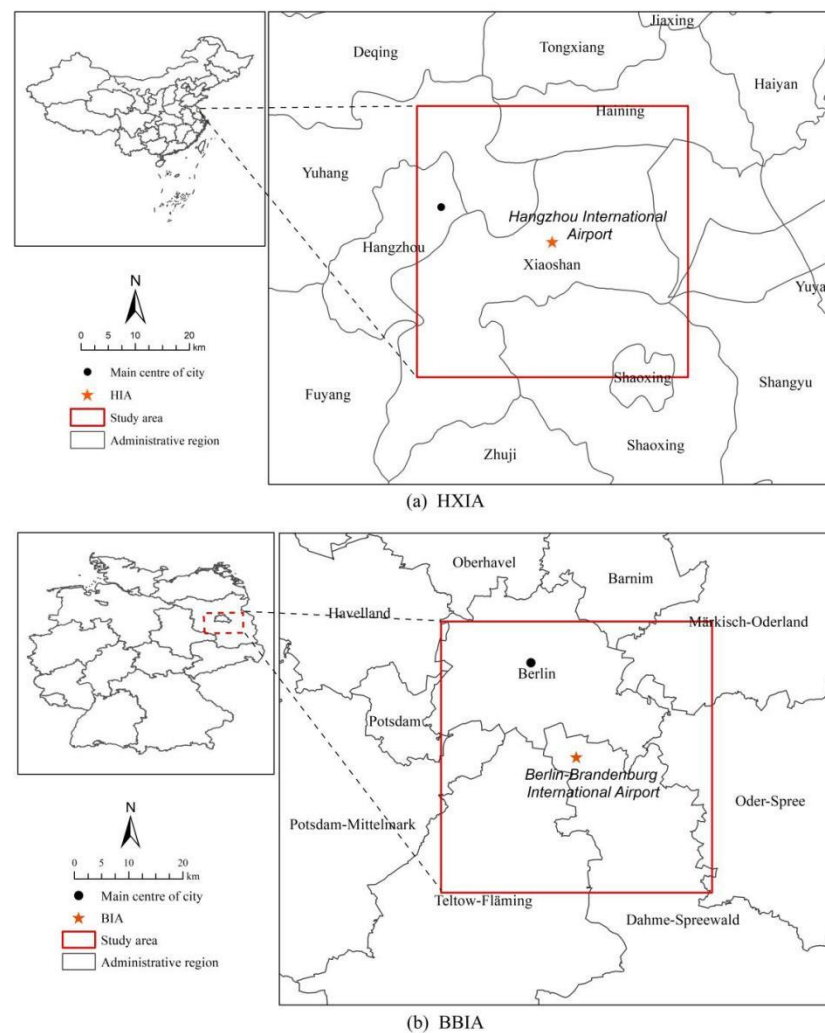 Jiaxing
Deqing
Tongxiang
Haiyan
Haining
Yuhang
Hangzhou International
Airport
Hangzhou
Xiaoshan
Yuya
Fuyang
Shaoxing
Shangyu
Zhuji
Shaoxing
N
0 5 10 20
km
Main centre of city
HIA
Study area
Administrative region
(a) HXIA
Oberhavel
Barnim
Havelland
Märkisch-Oderland
Berlin
Potsdam
Berlin-Brandenburg
International Airport
Oder-Spree
Potsdam-Mittelmark
Teltow-Fläming
Dahme-Spreewald
N
0 5 10 20
km
Main centre of city
BIA
Study area
Administrative region
(b) BBIA